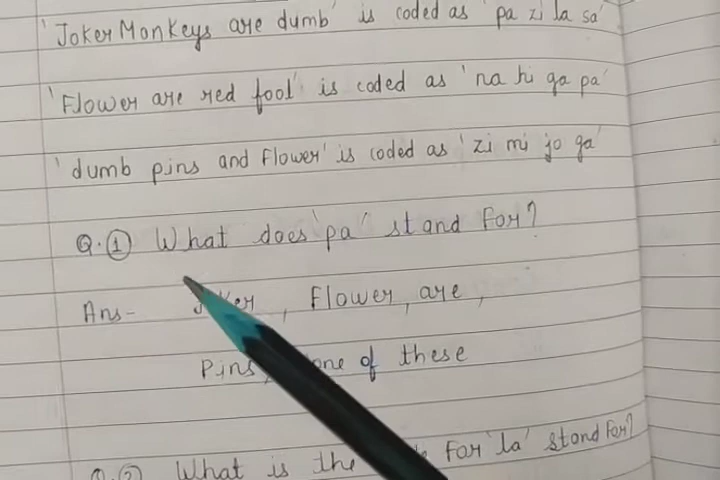 'Joker Monkeys are dumb' is coded as 'pa zi la sa'
'Flower are red fool' is coded as 'na hi ga pa'
'dumb pins and Flower' is coded as 'zi mi jo ga'
Q.① What does 'pa' stand for?
Ans- Joker, Flower, are,
Pins, of these
Q.② What is the For 'la' stand For?